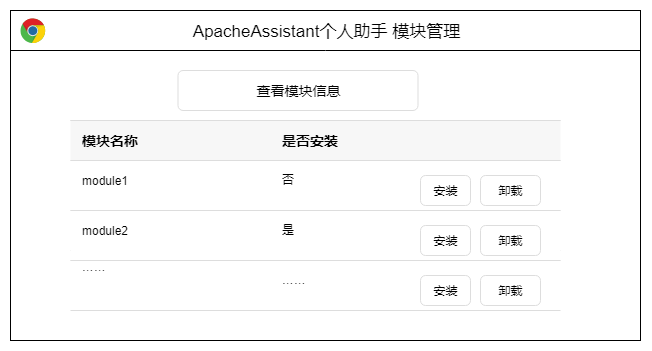 ApacheAssistant个人助手 模块管理
查看模块信息
模块名称 是否安装
module1 否 安装 卸载
module2 是 安装 卸载
…… …… 安装 卸载